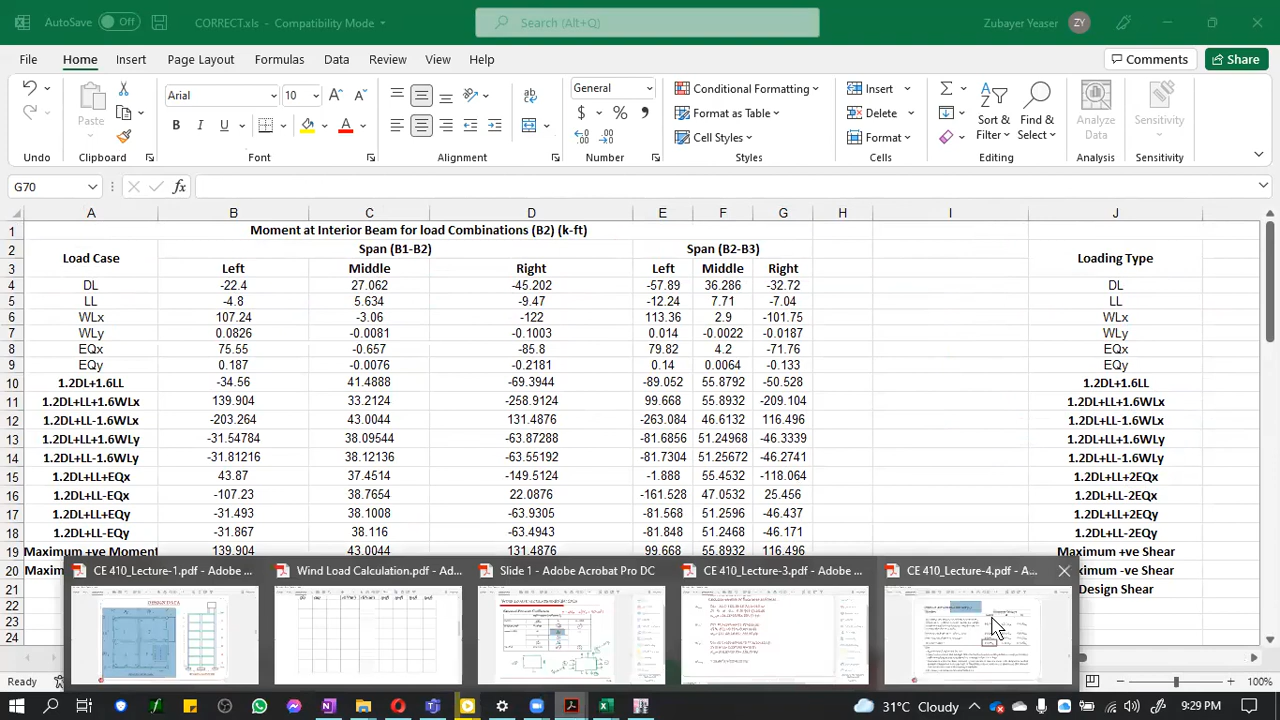 AutoSave Off CORRECT.xls - Compatibility Mode Search (Alt+Q) Zubayer Yeaser ZY
File Home Insert Page Layout Formulas Data Review View Help Comments Share
Paste Arial 10 General Conditional Formatting Insert Sort & Filter Find & Select Analyze Data Sensitivity
Format as Table Delete
Cell Styles Format
Undo Clipboard Font Alignment Number Styles Cells Editing Analysis Sensitivity
G70 fx
A B C D E F G H I J
1 Moment at Interior Beam for load Combinations (B2) (k-ft)
2 Load Case Span (B1-B2) Span (B2-B3) Loading Type
3 Left Middle Right Left Middle Right
4 DL -22.4 27.062 -45.202 -57.89 36.286 -32.72 DL
5 LL -4.8 5.634 -9.47 -12.24 7.71 -7.04 LL
6 WLx 107.24 -3.06 -122 113.36 2.9 -101.75 WLx
7 WLy 0.0826 -0.0081 -0.1003 0.014 -0.0022 -0.0187 WLy
8 EQx 75.55 -0.657 -85.8 79.82 4.2 -71.76 EQx
9 EQy 0.187 -0.0076 -0.2181 0.14 0.0064 -0.133 EQy
10 1.2DL+1.6LL -34.56 41.4888 -69.3944 -89.052 55.8792 -50.528 1.2DL+1.6LL
11 1.2DL+LL+1.6WLx 139.904 33.2124 -258.9124 99.668 55.8932 -209.104 1.2DL+LL+1.6WLx
12 1.2DL+LL-1.6WLx -203.264 43.0044 131.4876 -263.084 46.6132 116.496 1.2DL+LL-1.6WLx
13 1.2DL+LL+1.6WLy -31.54784 38.09544 -63.87288 -81.6856 51.24968 -46.3339 1.2DL+LL+1.6WLy
14 1.2DL+LL-1.6WLy -31.81216 38.12136 -63.55192 -81.7304 51.25672 -46.2741 1.2DL+LL-1.6WLy
15 1.2DL+LL+EQx 43.87 37.4514 -149.5124 -1.888 55.4532 -118.064 1.2DL+LL+2EQx
16 1.2DL+LL-EQx -107.23 38.7654 22.0876 -161.528 47.0532 25.456 1.2DL+LL-2EQx
17 1.2DL+LL+EQy -31.493 38.1008 -63.9305 -81.568 51.2596 -46.437 1.2DL+LL+2EQy
18 1.2DL+LL-EQy -31.867 38.116 -63.4943 -81.848 51.2468 -46.171 1.2DL+LL-2EQy
19 Maximum +ve Moment 139.904 43.0044 131.4876 99.668 55.8932 116.496 Maximum +ve Shear
20 Maxim ximum -ve Shear
21 Design Shear
22
23
24
CE 410_Lecture-1.pdf - Adobe ... Wind Load Calculation.pdf - Ad... Slide 1 - Adobe Acrobat Pro DC CE 410_Lecture-3.pdf - Adobe ... CE 410_Lecture-4.pdf - A...
Ready 100%
31°C Cloudy 9:29 PM